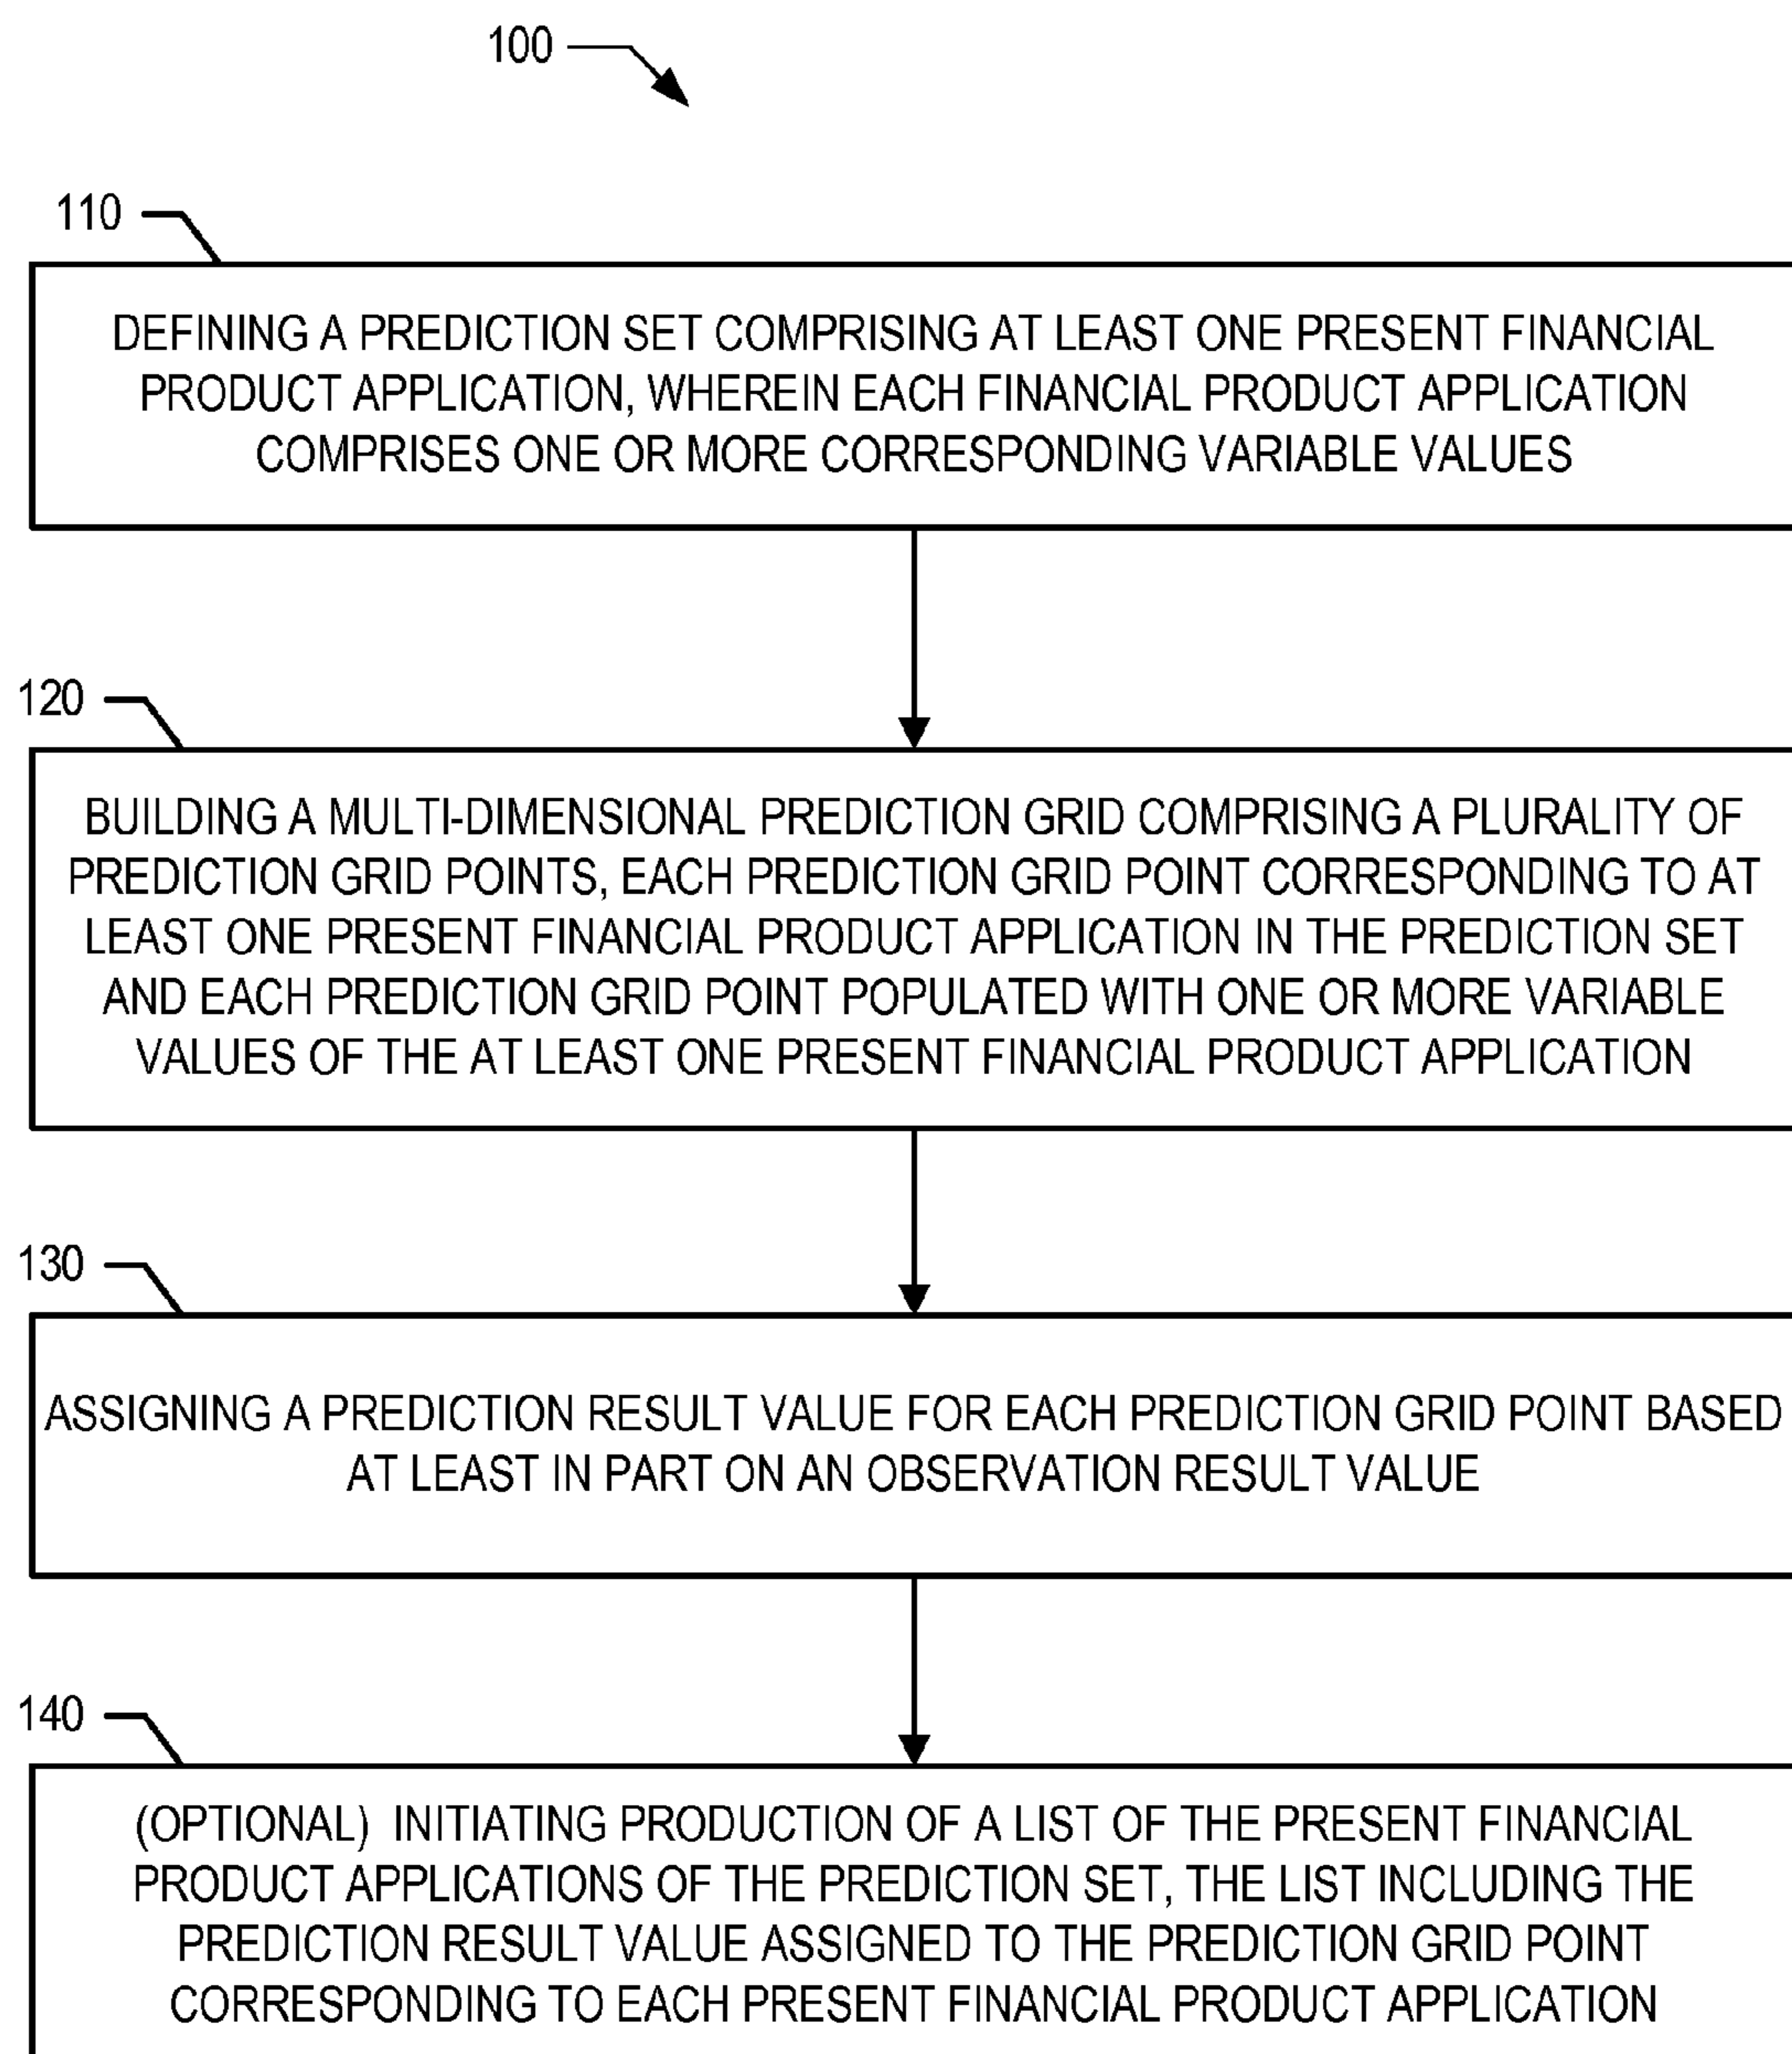 100
110
DEFINING A PREDICTION SET COMPRISING AT LEAST ONE PRESENT FINANCIAL
PRODUCT APPLICATION, WHEREIN EACH FINANCIAL PRODUCT APPLICATION
COMPRISES ONE OR MORE CORRESPONDING VARIABLE VALUES
120
BUILDING A MULTI-DIMENSIONAL PREDICTION GRID COMPRISING A PLURALITY OF
PREDICTION GRID POINTS, EACH PREDICTION GRID POINT CORRESPONDING TO AT
LEAST ONE PRESENT FINANCIAL PRODUCT APPLICATION IN THE PREDICTION SET
AND EACH PREDICTION GRID POINT POPULATED WITH ONE OR MORE VARIABLE
VALUES OF THE AT LEAST ONE PRESENT FINANCIAL PRODUCT APPLICATION
130
ASSIGNING A PREDICTION RESULT VALUE FOR EACH PREDICTION GRID POINT BASED
AT LEAST IN PART ON AN OBSERVATION RESULT VALUE
140
(OPTIONAL) INITIATING PRODUCTION OF A LIST OF THE PRESENT FINANCIAL
PRODUCT APPLICATIONS OF THE PREDICTION SET, THE LIST INCLUDING THE
PREDICTION RESULT VALUE ASSIGNED TO THE PREDICTION GRID POINT
CORRESPONDING TO EACH PRESENT FINANCIAL PRODUCT APPLICATION